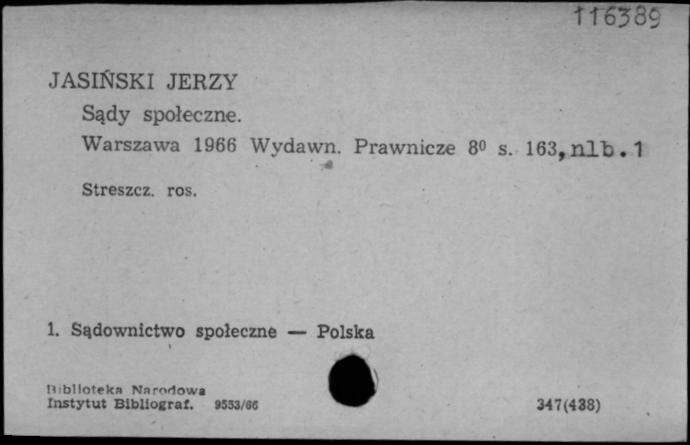 116389
JASIŃSKI JERZY
Sądy społeczne.
Warszawa 1966 Wydawn. Prawnicze 8⁰ s. 163, nlb. 1
Streszcz. ros.
1. Sądownictwo społeczne — Polska
Biblioteka Narodowa
Instytut Bibliograf. 9553/66
347(438)